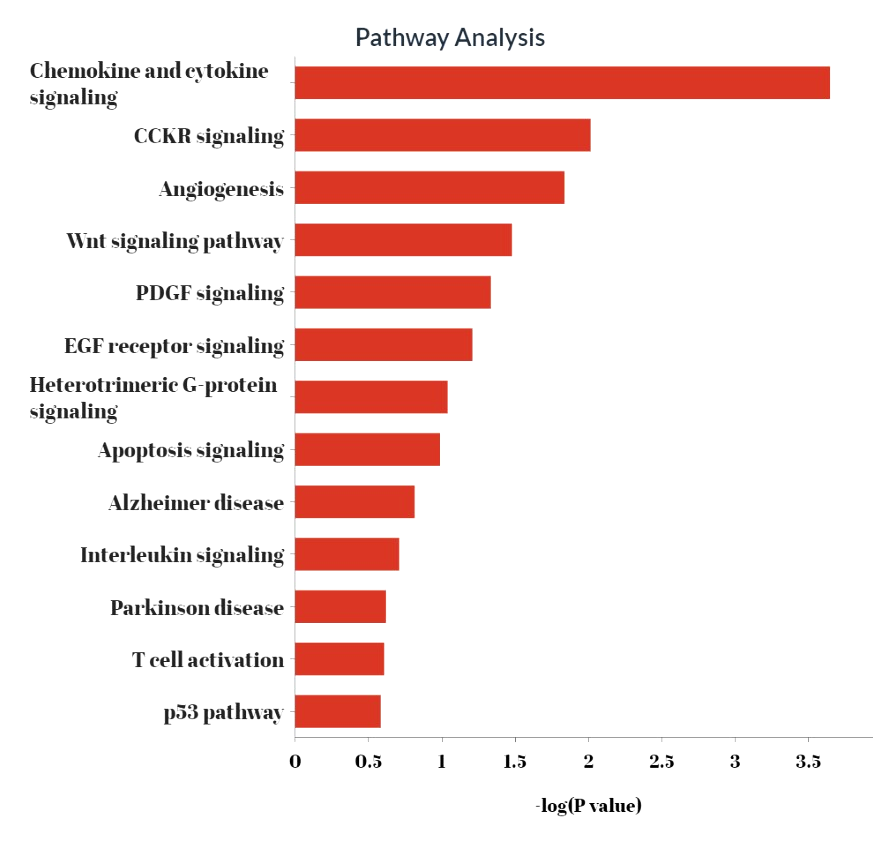 Pathway Analysis
Chemokine and cytokine
signaling
CCKR signaling
Angiogenesis
Wnt signaling pathway
PDGF signaling
EGF receptor signaling
Heterotrimeric G-protein
signaling
Apoptosis signaling
Alzheimer disease
Interleukin signaling
Parkinson disease
T cell activation
p53 pathway
0 0.5 1 1.5 2 2.5 3 3.5
-log(P value)